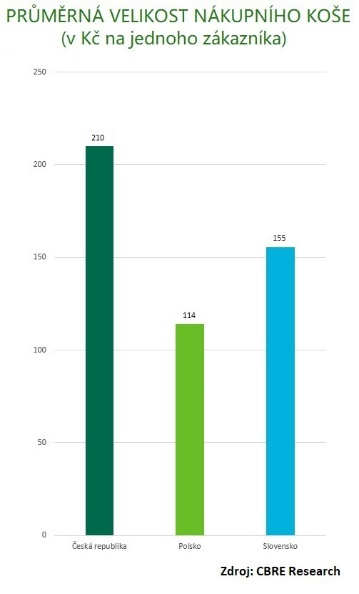 PRŮMĚRNÁ VELIKOST NÁKUPNÍHO KOŠE
(v Kč na jednoho zákazníka)
250
210
200
155
150
114
100
50
0
Česká republika Polsko Slovensko
Zdroj: CBRE Research